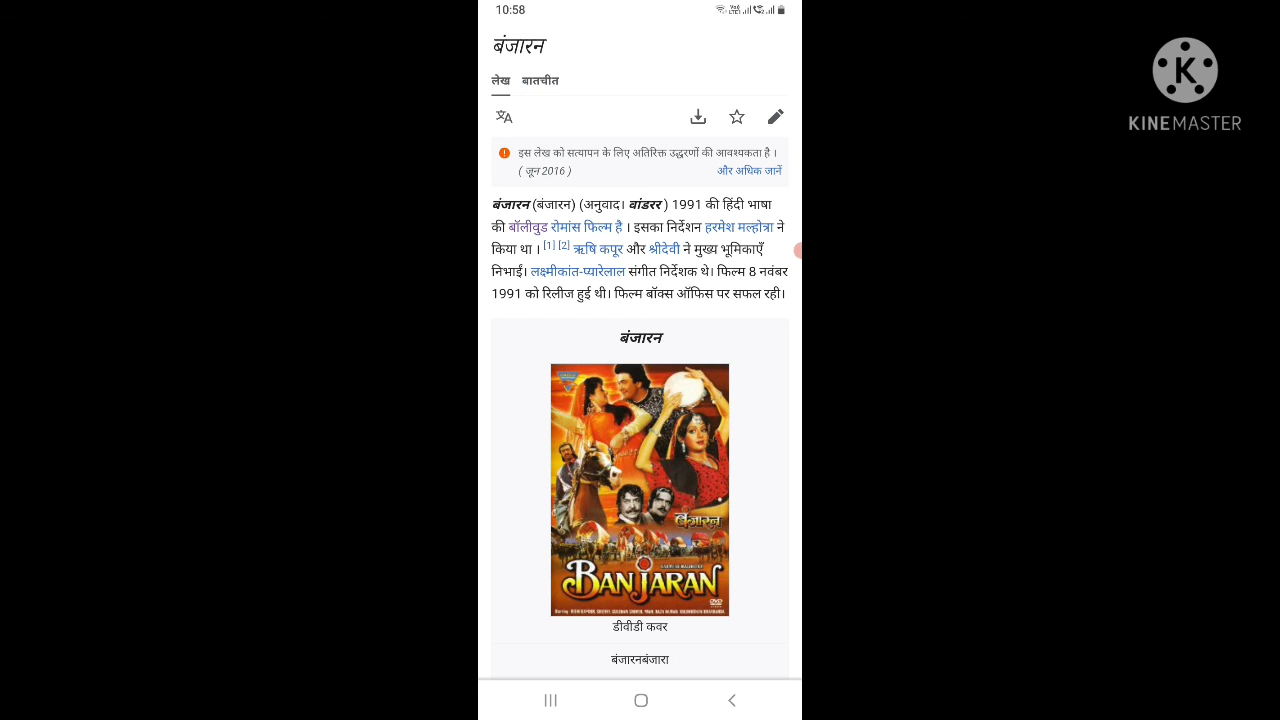 10:58
बंजारन
लेख बातचीत
इस लेख को सत्यापन के लिए अतिरिक्त उद्धरणों की आवश्यकता है ।
( जून 2016 ) और अधिक जानें
बंजारन (बंजारन) (अनुवाद। वांडरर ) 1991 की हिंदी भाषा
की बॉलीवुड रोमांस फिल्म है । इसका निर्देशन हरमेश मल्होत्रा ने
किया था । [1] [2] ऋषि कपूर और श्रीदेवी ने मुख्य भूमिकाएँ
निभाईं। लक्ष्मीकांत-प्यारेलाल संगीत निर्देशक थे। फिल्म 8 नवंबर
1991 को रिलीज हुई थी। फिल्म बॉक्स ऑफिस पर सफल रही।
बंजारन
बंजारन
BANJARAN
DVD
डीवीडी कवर
बंजारनबंजारा
K
KINEMASTER